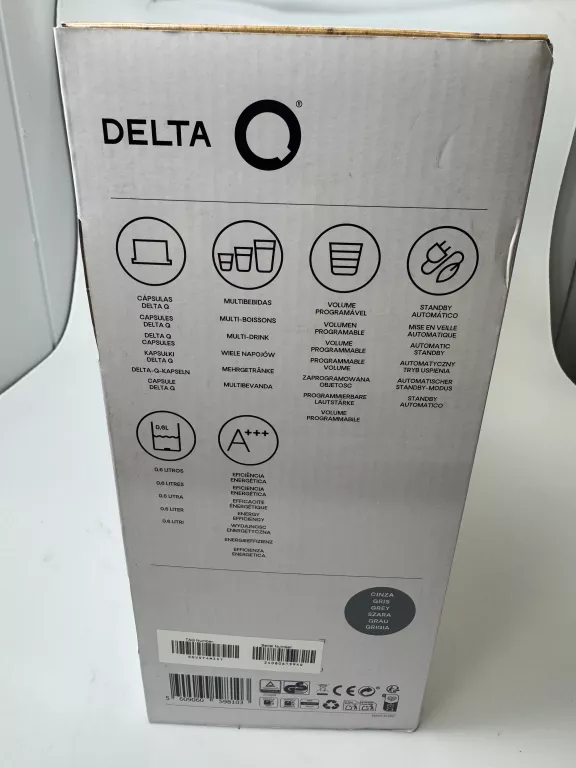 DELTA Q®
CÁPSULAS
DELTA Q
CAPSULES
DELTA Q
DELTA Q
CAPSULES
KAPSUŁKI
DELTA Q
DELTA-Q-KAPSELN
CAPSULE
DELTA Q
MULTIBEBIDAS
MULTI-BOISSONS
MULTI-DRINK
WIELE NAPOJÓW
MEHRGETRÄNKE
MULTIBEVANDA
VOLUME
PROGRAMÁVEL
VOLUMEN
PROGRAMABLE
VOLUME
PROGRAMMABLE
PROGRAMMABLE
VOLUME
ZAPROGRAMOWANA
OBJĘTOŚĆ
PROGRAMMIERBARE
LAUTSTÄRKE
VOLUME
PROGRAMMABILE
STANDBY
AUTOMÁTICO
MISE EN VEILLE
AUTOMATIQUE
AUTOMATIC
STANDBY
AUTOMATYCZNY
TRYB UŚPIENIA
AUTOMATISCHER
STANDBY-MODUS
STANDBY
AUTOMATICO
0,6L
0,6 LITROS
0,6 LITRES
0,6 LITRA
0,6 LITER
0,6 LITRI
A+++
EFICIÊNCIA
ENERGÉTICA
EFICIENCIA
ENERGÉTICA
EFFICACITÉ
ENERGÉTIQUE
ENERGY
EFFICIENCY
WYDAJNOŚĆ
ENERGETYCZNA
ENERGIEEFFIZIENZ
EFFICIENZA
ENERGETICA
CINZA
GRIS
GREY
SZARA
GRAU
GRIGIA
Serial Number
CE